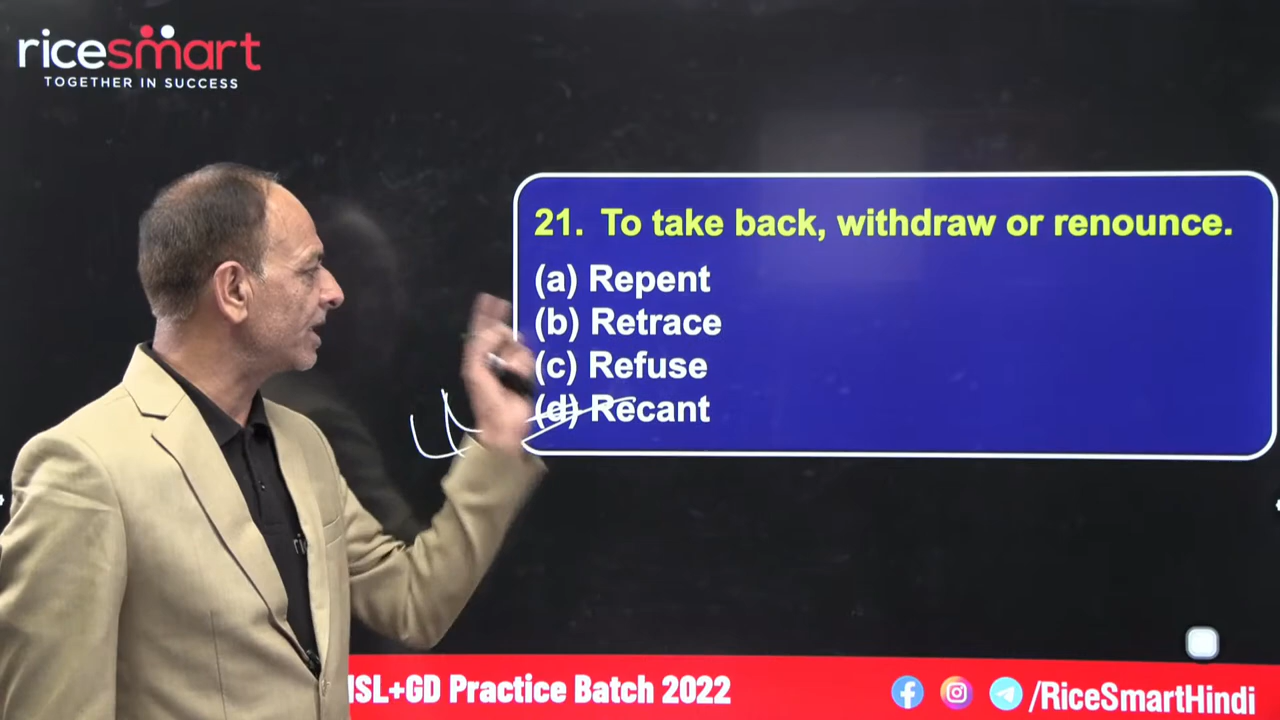 ricesmart
TOGETHER IN SUCCESS
21. To take back, withdraw or renounce.
(a) Repent
(b) Retrace
(c) Refuse
(d) Recant
SL+GD Practice Batch 2022
/RiceSmartHindi